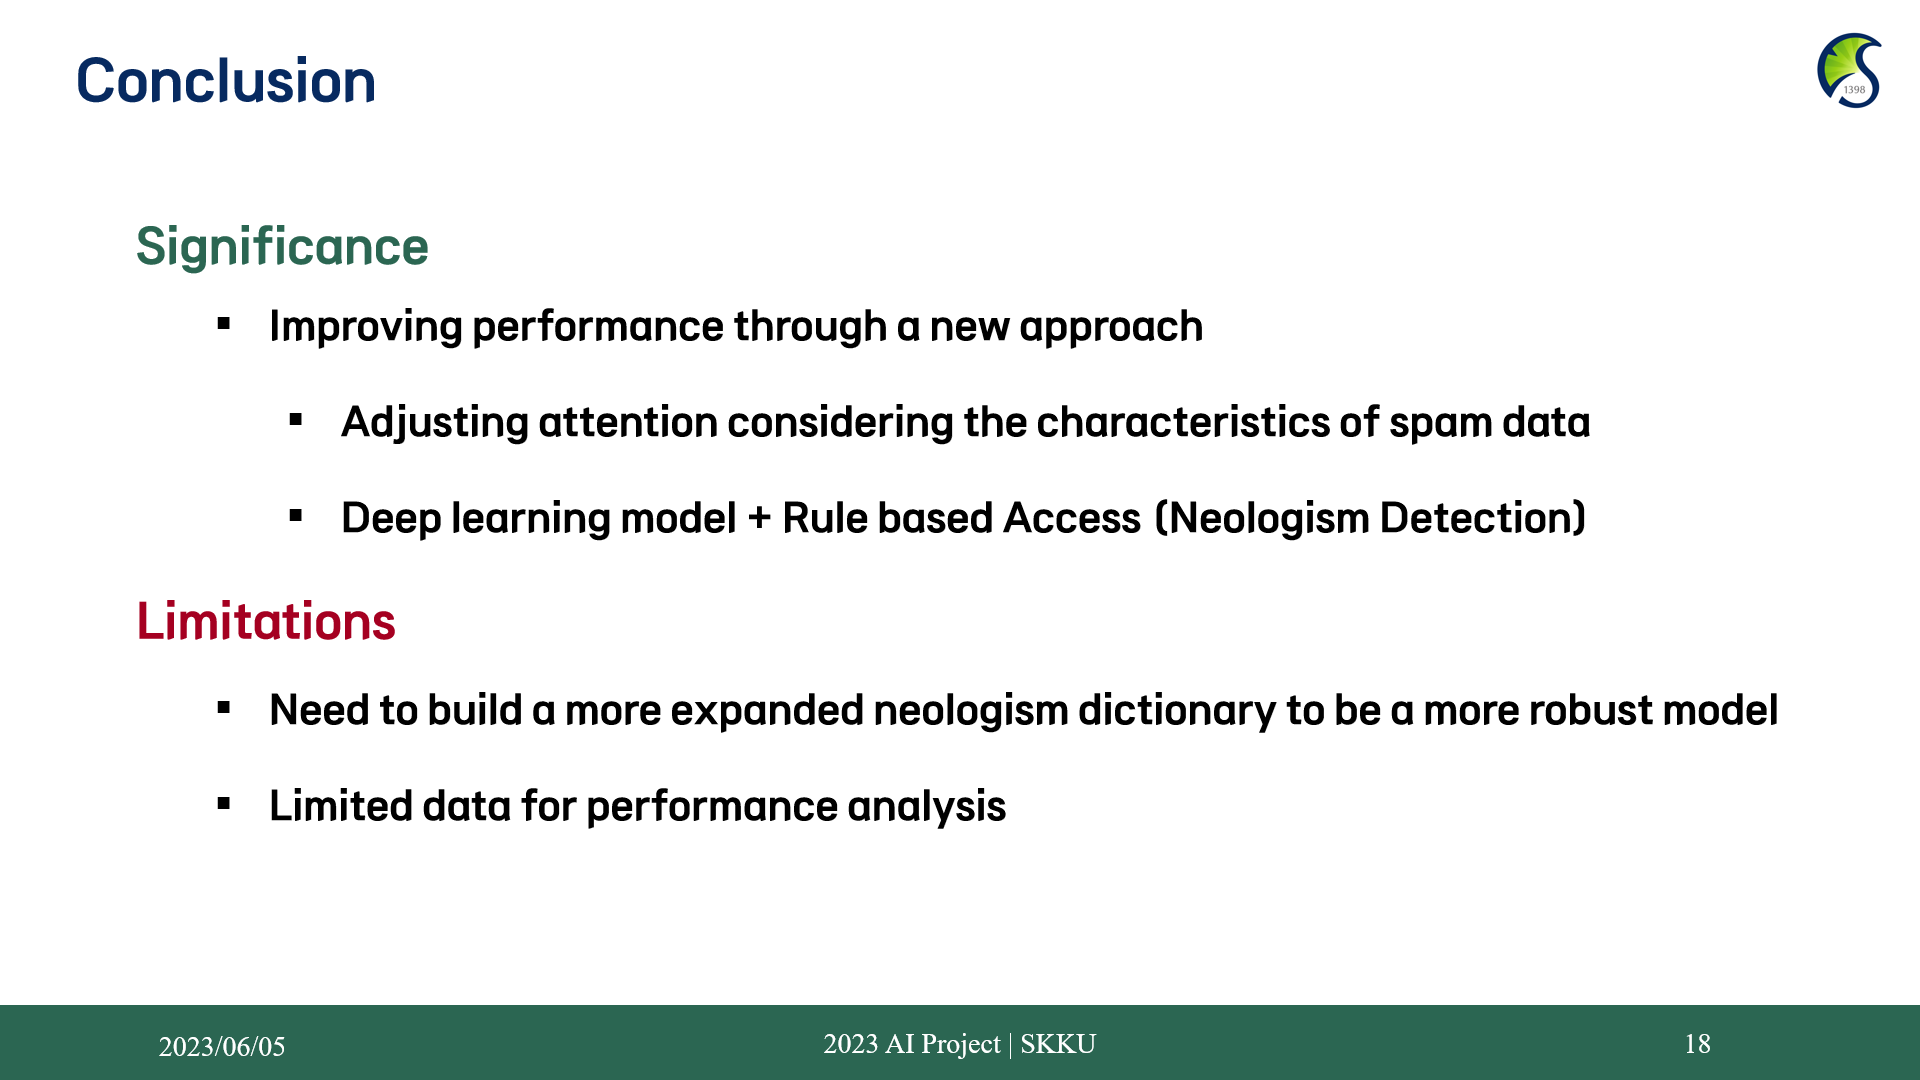 Conclusion
1398
Significance
▪ Improving performance through a new approach
▪ Adjusting attention considering the characteristics of spam data
▪ Deep learning model + Rule based Access (Neologism Detection)
Limitations
▪ Need to build a more expanded neologism dictionary to be a more robust model
▪ Limited data for performance analysis
2023/06/05
2023 AI Project | SKKU
18